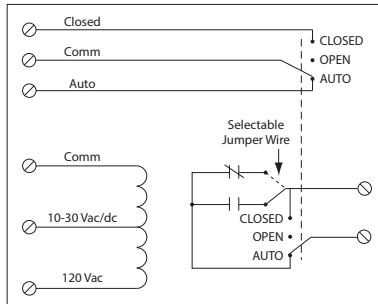 Closed
CLOSED
Comm
OPEN
AUTO
Auto
Selectable
Jumper Wire
Comm
10-30 Vac/dc
CLOSED
OPEN
AUTO
120 Vac